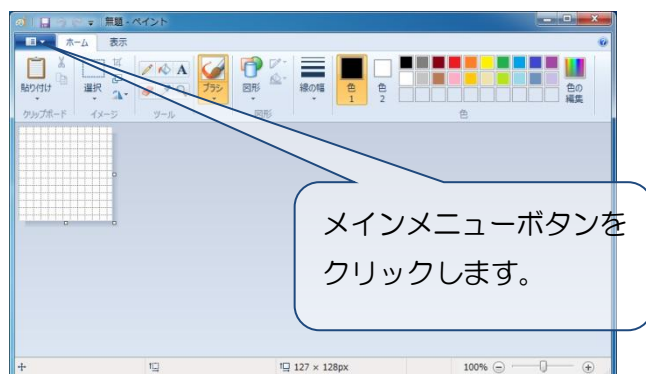 無題 - ペイント
ホーム 表示
貼り付け 選択 ブラシ 図形 線の幅 色 1 色 2 色の編集
クリップボード イメージ ツール 図形 色
メインメニューボタンを
クリックします。
127 × 128px 100%